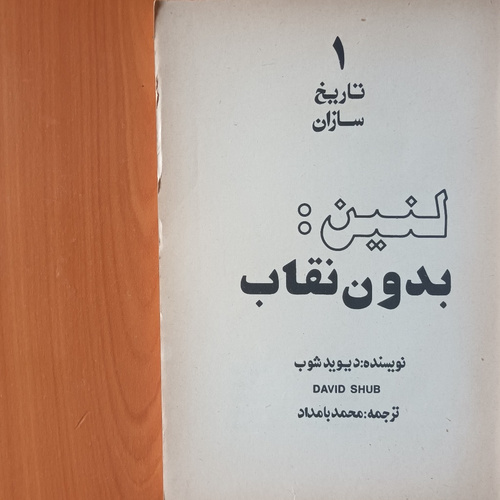 ۱
تاریخ
سازان
لنین :
بدون نقاب
نویسنده: دیوید شوب
DAVID SHUB
ترجمه: محمد بامداد